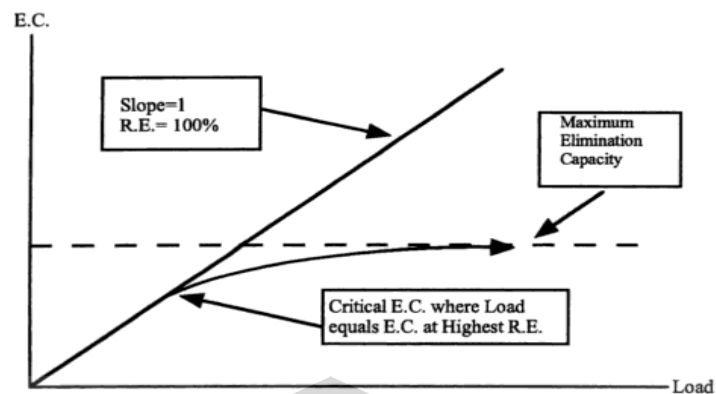 E.C.
Slope=1
R.E.= 100%
Maximum
Elimination
Capacity
Critical E.C. where Load
equals E.C. at Highest R.E.
Load